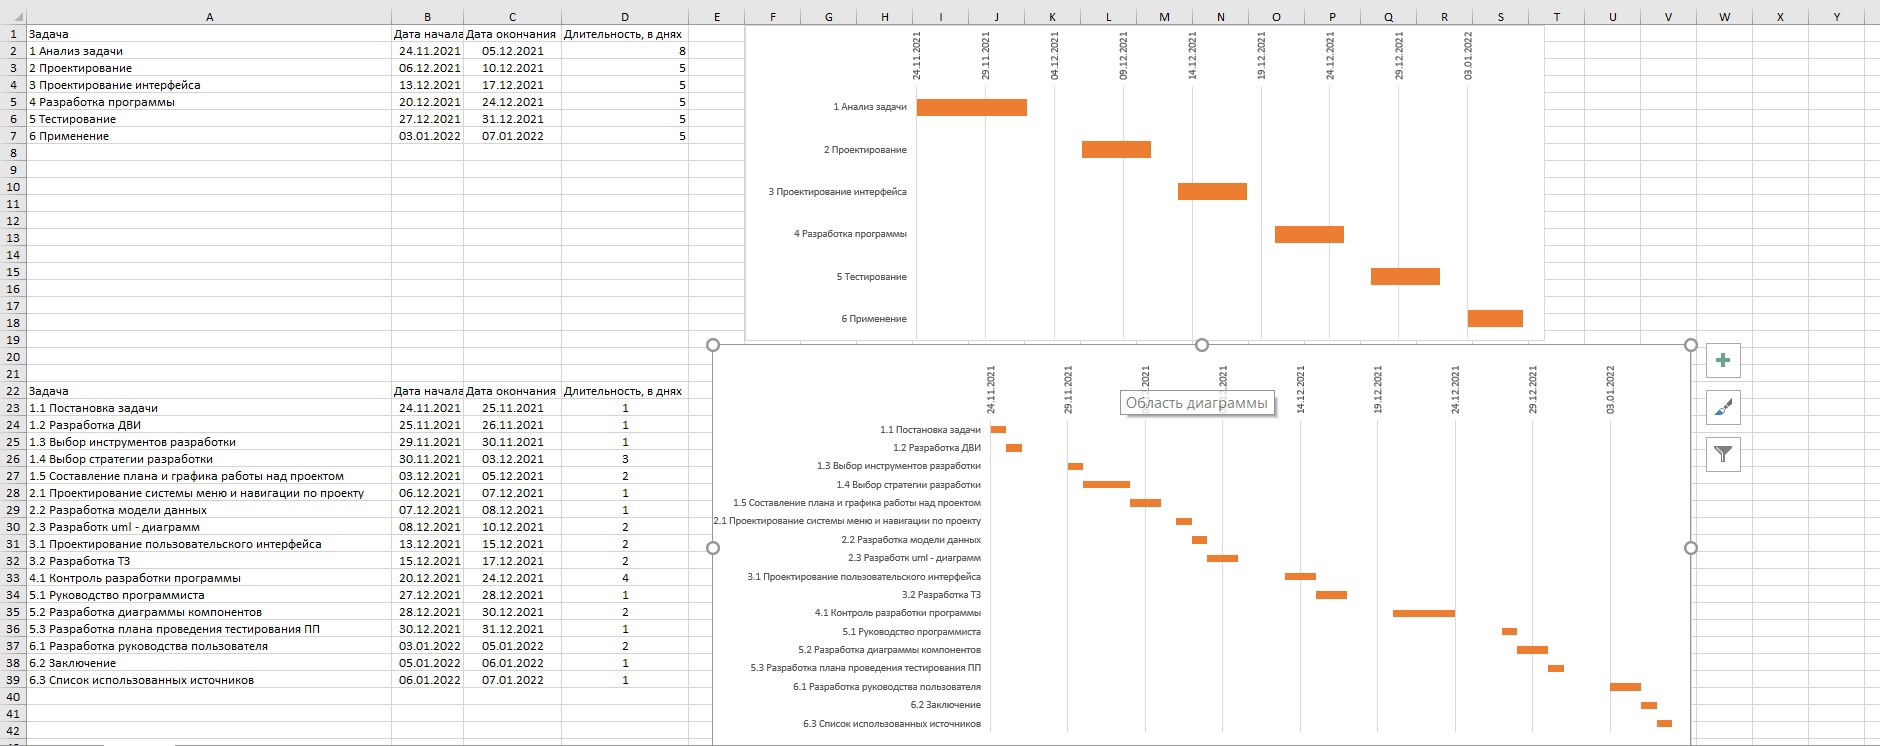 A B C D E F G H I J K L M N O P Q R S T U V W X Y
1 Задача Дата начала Дата окончания Длительность, в днях
2 1 Анализ задачи 24.11.2021 05.12.2021 8
3 2 Проектирование 06.12.2021 10.12.2021 5
4 3 Проектирование интерфейса 13.12.2021 17.12.2021 5
5 4 Разработка программы 20.12.2021 24.12.2021 5
6 5 Тестирование 27.12.2021 31.12.2021 5
7 6 Применение 03.01.2022 07.01.2022 5
8
9
10
11
12
13
14
15
16
17
18
19
20
21
22 Задача Дата начала Дата окончания Длительность, в днях
23 1.1 Постановка задачи 24.11.2021 25.11.2021 1
24 1.2 Разработка ДВИ 25.11.2021 26.11.2021 1
25 1.3 Выбор инструментов разработки 29.11.2021 30.11.2021 1
26 1.4 Выбор стратегии разработки 30.11.2021 03.12.2021 3
27 1.5 Составление плана и графика работы над проектом 03.12.2021 05.12.2021 2
28 2.1 Проектирование системы меню и навигации по проекту 06.12.2021 07.12.2021 1
29 2.2 Разработка модели данных 07.12.2021 08.12.2021 1
30 2.3 Разработк uml - диаграмм 08.12.2021 10.12.2021 2
31 3.1 Проектирование пользовательского интерфейса 13.12.2021 15.12.2021 2
32 3.2 Разработка ТЗ 15.12.2021 17.12.2021 2
33 4.1 Контроль разработки программы 20.12.2021 24.12.2021 4
34 5.1 Руководство программиста 27.12.2021 28.12.2021 1
35 5.2 Разработка диаграммы компонентов 28.12.2021 30.12.2021 2
36 5.3 Разработка плана проведения тестирования ПП 30.12.2021 31.12.2021 1
37 6.1 Разработка руководства пользователя 03.01.2022 05.01.2022 2
38 6.2 Заключение 05.01.2022 06.01.2022 1
39 6.3 Список использованных источников 06.01.2022 07.01.2022 1
40
41
42
24.11.2021 29.11.2021 04.12.2021 09.12.2021 14.12.2021 19.12.2021 24.12.2021 29.12.2021 03.01.2022
1 Анализ задачи
2 Проектирование
3 Проектирование интерфейса
4 Разработка программы
5 Тестирование
6 Применение
24.11.2021 29.11.2021 14.12.2021 19.12.2021 24.12.2021 29.12.2021 03.01.2022
Область диаграммы
1.1 Постановка задачи
1.2 Разработка ДВИ
1.3 Выбор инструментов разработки
1.4 Выбор стратегии разработки
1.5 Составление плана и графика работы над проектом
2.1 Проектирование системы меню и навигации по проекту
2.2 Разработка модели данных
2.3 Разработк uml - диаграмм
3.1 Проектирование пользовательского интерфейса
3.2 Разработка ТЗ
4.1 Контроль разработки программы
5.1 Руководство программиста
5.2 Разработка диаграммы компонентов
5.3 Разработка плана проведения тестирования ПП
6.1 Разработка руководства пользователя
6.2 Заключение
6.3 Список использованных источников